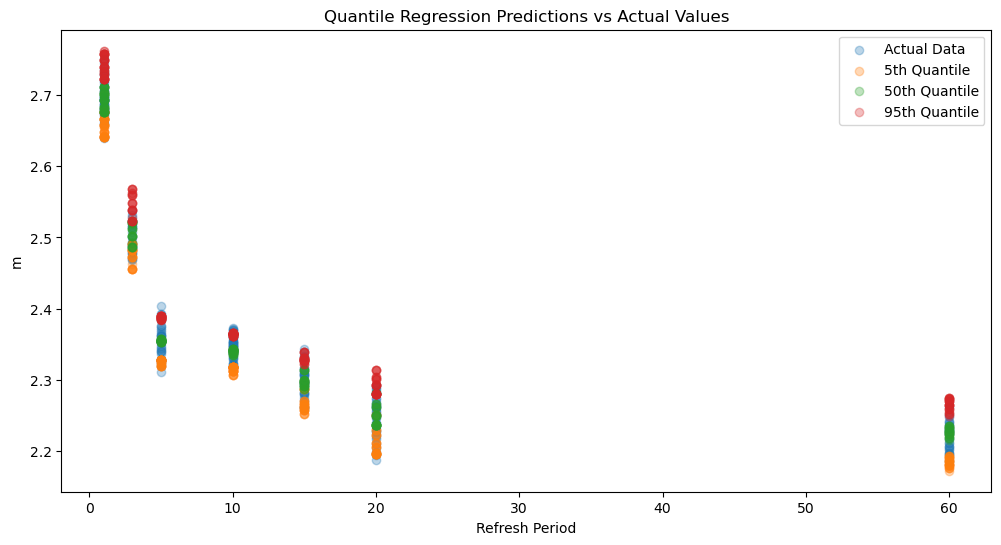 Quantile Regression Predictions vs Actual Values
Actual Data
5th Quantile
50th Quantile
95th Quantile
2.7
2.6
2.5
2.4
2.3
2.2
m
0 10 20 30 40 50 60
Refresh Period